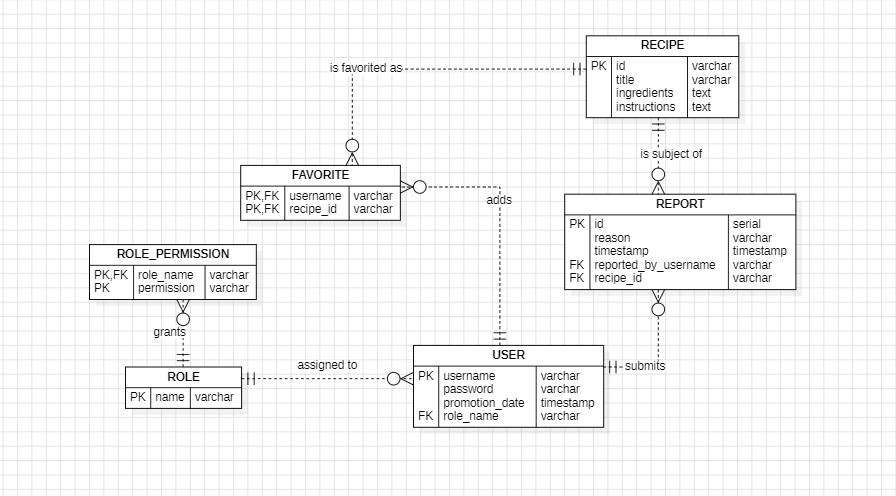 RECIPE
PK id varchar
title varchar
ingredients text
instructions text
is favorited as
is subject of
FAVORITE
PK,FK username varchar
PK,FK recipe_id varchar
adds
REPORT
PK id serial
reason varchar
timestamp timestamp
FK reported_by_username varchar
FK recipe_id varchar
ROLE_PERMISSION
PK,FK role_name varchar
PK permission varchar
grants
ROLE
PK name varchar
assigned to
USER
PK username varchar
password varchar
promotion_date timestamp
FK role_name varchar
submits